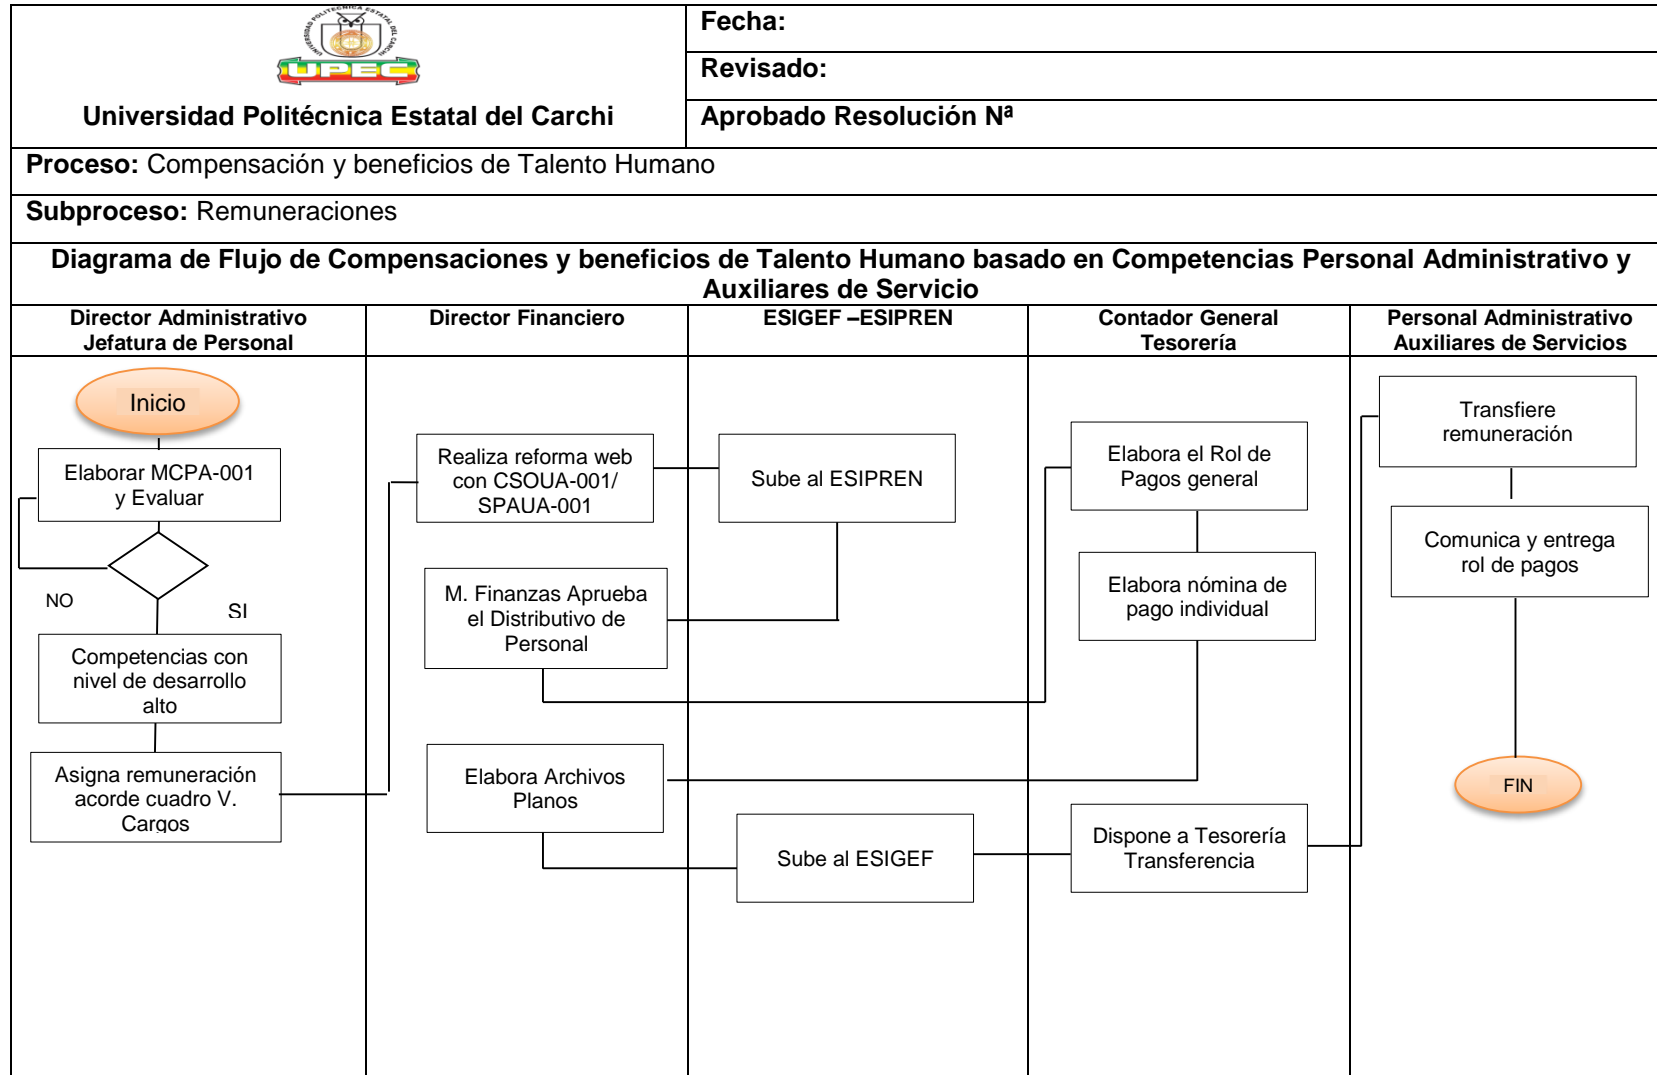 UNIVERSIDAD POLITECNICA ESTATAL DEL CARCHI
UPEC
Universidad Politécnica Estatal del Carchi
Fecha:
Revisado:
Aprobado Resolución Nª
Proceso: Compensación y beneficios de Talento Humano
Subproceso: Remuneraciones
Diagrama de Flujo de Compensaciones y beneficios de Talento Humano basado en Competencias Personal Administrativo y
Auxiliares de Servicio
Director Administrativo
Jefatura de Personal
Director Financiero
ESIGEF –ESIPREN
Contador General
Tesorería
Personal Administrativo
Auxiliares de Servicios
Inicio
Elaborar MCPA-001
y Evaluar
NO
SI
Competencias con
nivel de desarrollo
alto
Asigna remuneración
acorde cuadro V.
Cargos
Realiza reforma web
con CSOUA-001/
SPAUA-001
M. Finanzas Aprueba
el Distributivo de
Personal
Elabora Archivos
Planos
Sube al ESIPREN
Sube al ESIGEF
Elabora el Rol de
Pagos general
Elabora nómina de
pago individual
Dispone a Tesorería
Transferencia
Transfiere
remuneración
Comunica y entrega
rol de pagos
FIN